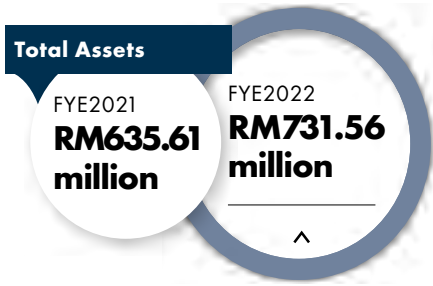 Total Assets
FYE2021
RM635.61
million
FYE2022
RM731.56
million